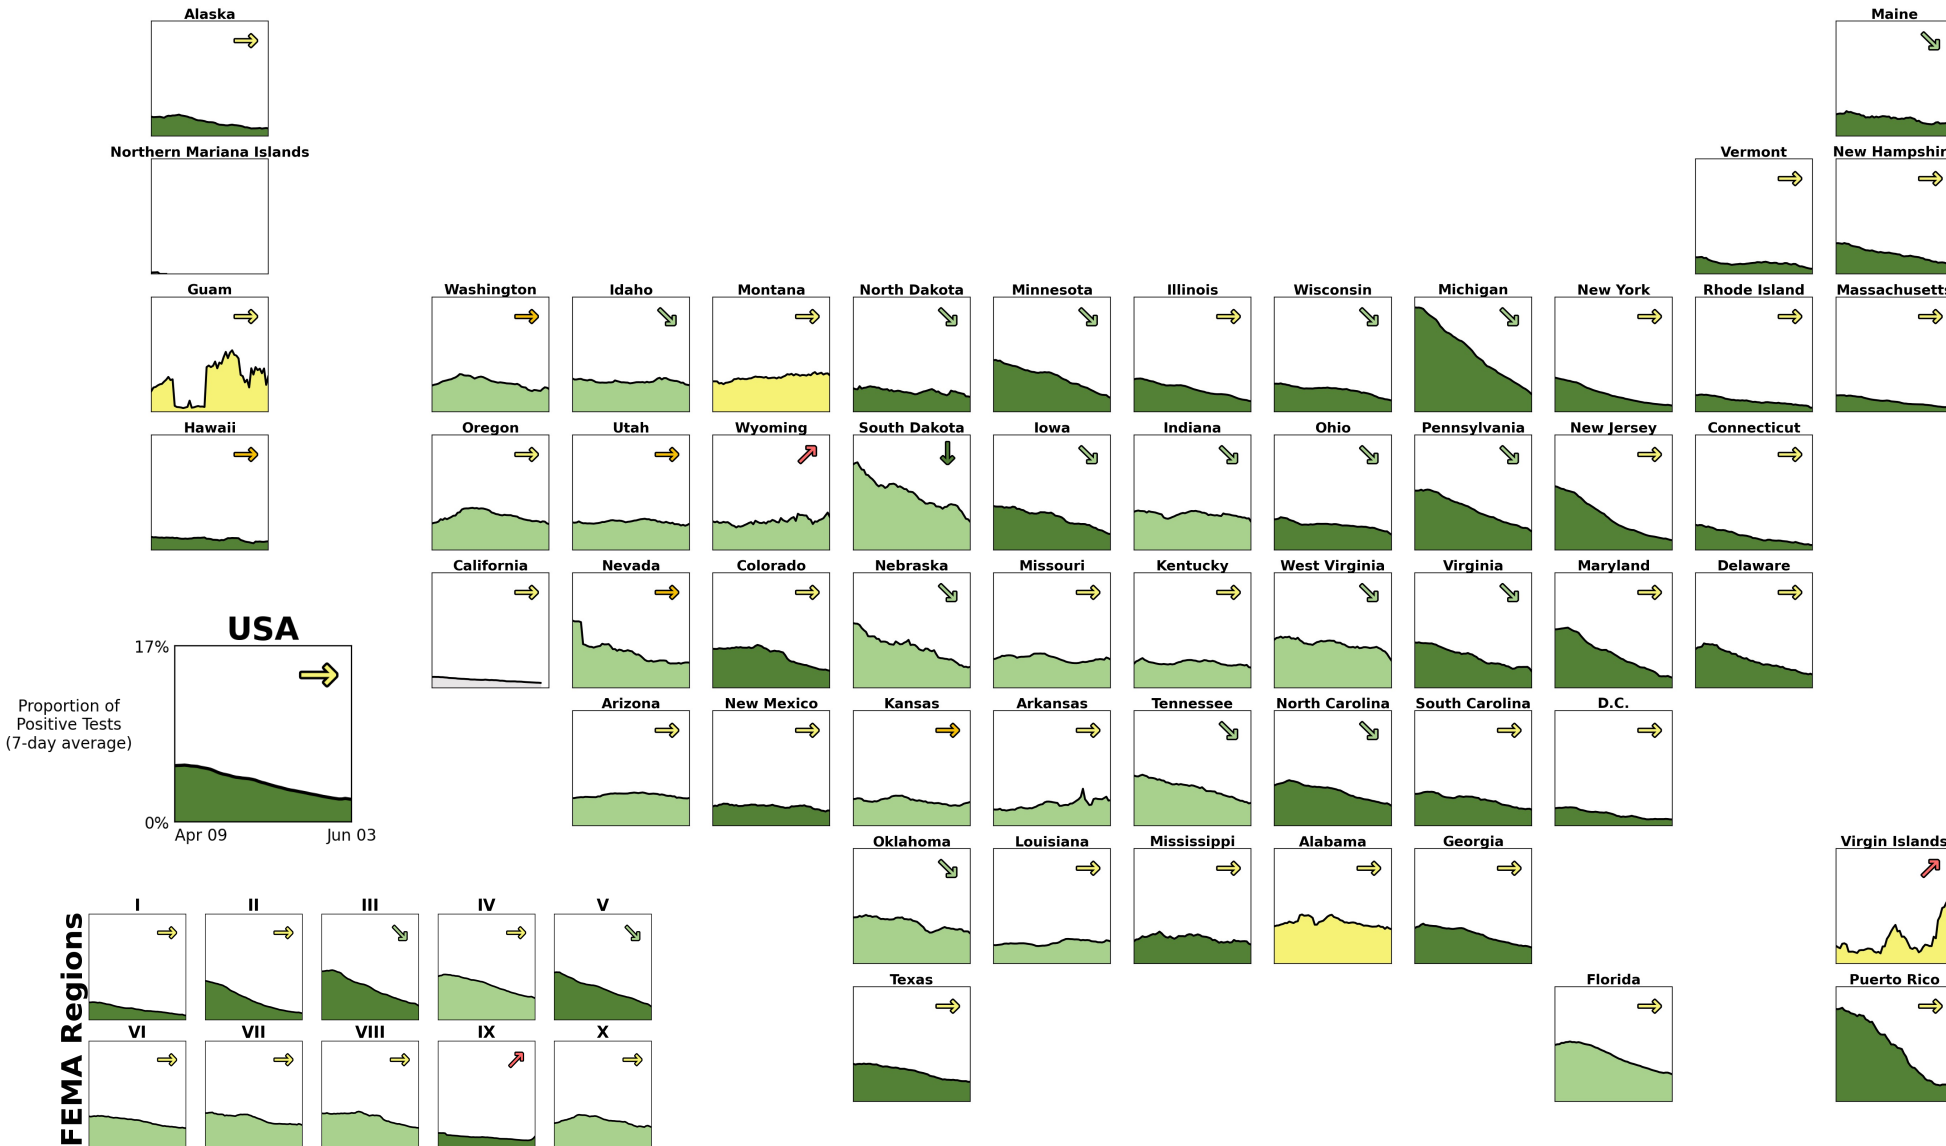 Alaska
Maine
Northern Mariana Islands
Vermont
New Hampshir
Guam
Washington
Idaho
Montana
North Dakota
Minnesota
Illinois
Wisconsin
Michigan
New York
Rhode Island
Massachusetts
Hawaii
Oregon
Utah
Wyoming
South Dakota
Iowa
Indiana
Ohio
Pennsylvania
New Jersey
Connecticut
California
Nevada
Colorado
Nebraska
Missouri
Kentucky
West Virginia
Virginia
Maryland
Delaware
USA
17%
Proportion of
Positive Tests
(7-day average)
0%
Apr 09
Jun 03
Arizona
New Mexico
Kansas
Arkansas
Tennessee
North Carolina
South Carolina
D.C.
Oklahoma
Louisiana
Mississippi
Alabama
Georgia
Virgin Islands
Texas
Florida
Puerto Rico
FEMA Regions
I
II
III
IV
V
VI
VII
VIII
IX
X